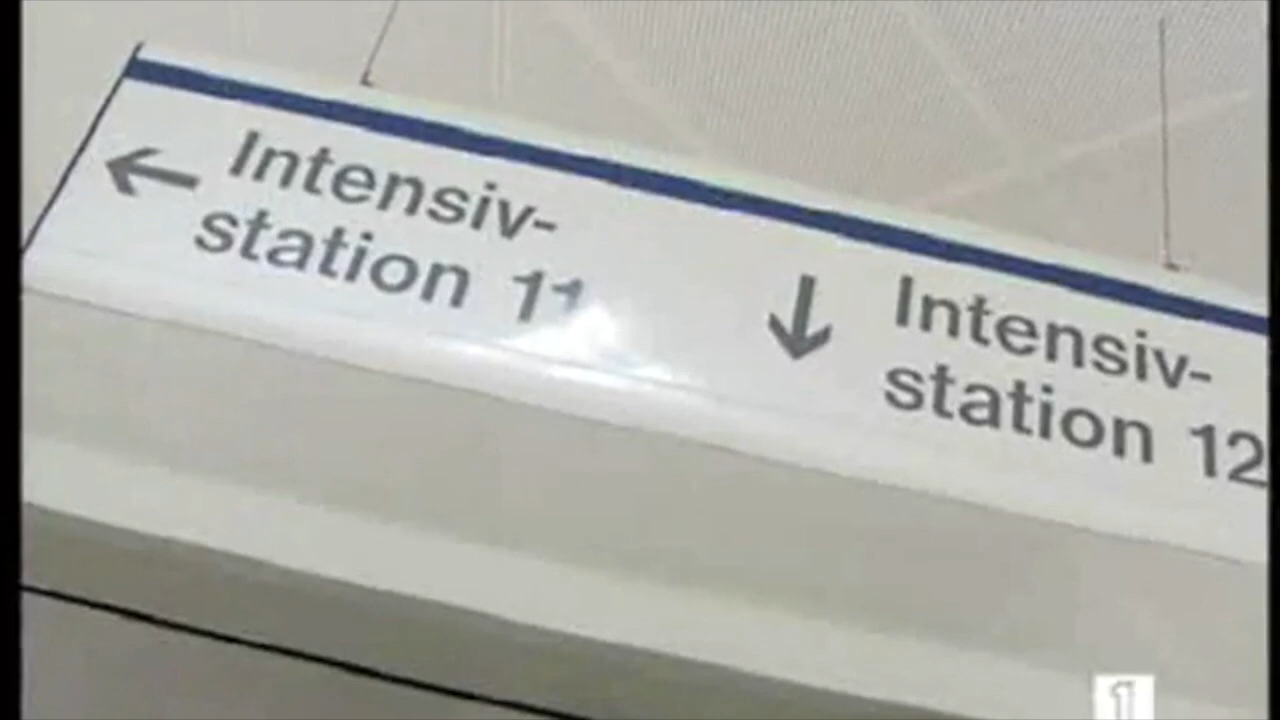 ← Intensiv-
station 11
↓ Intensiv-
station 12
1